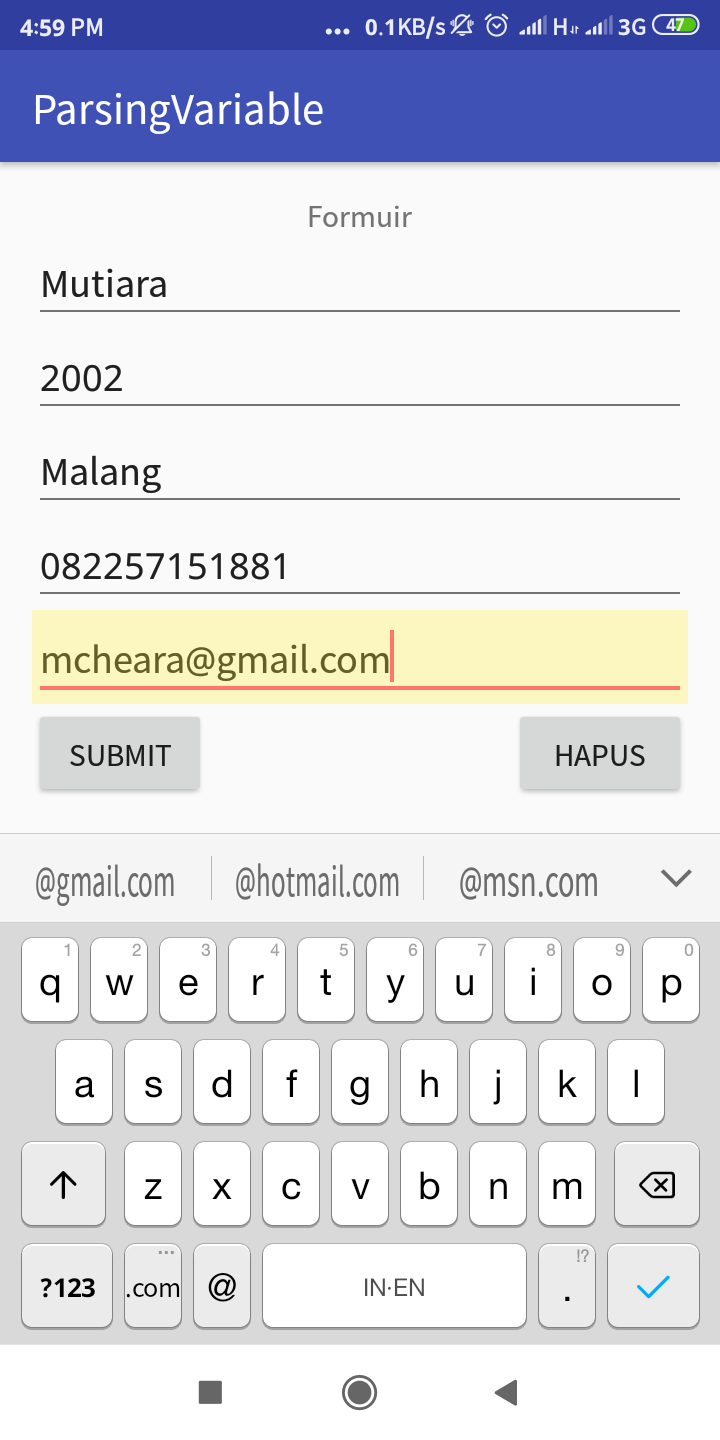 4:59 PM ... 0.1KB/s H 3G 47
ParsingVariable
Formuir
Mutiara
2002
Malang
082257151881
mcheara@gmail.com
SUBMIT HAPUS
@gmail.com @hotmail.com @msn.com
1 2 3 4 5 6 7 8 9 0
q w e r t y u i o p
a s d f g h j k l
z x c v b n m
?123 .com @ IN·EN . !?